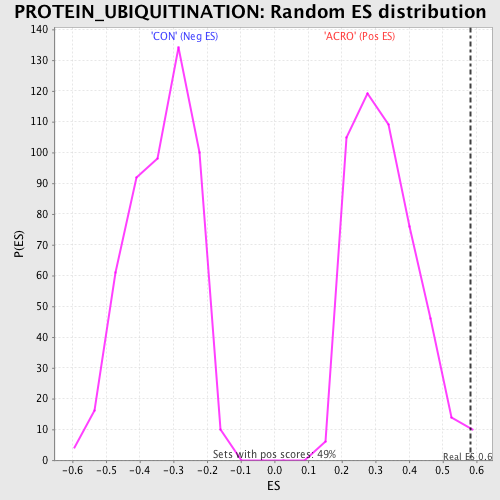 PROTEIN_UBIQUITINATION: Random ES distribution
'CON' (Neg ES) 'ACRO' (Pos ES)
140
130
120
110
100
90
80
70
60
50
40
30
20
10
0
P(ES)
Sets with pos scores: 49%
Real ES 0.6
-0.6 -0.5 -0.4 -0.3 -0.2 -0.1 0.0 0.1 0.2 0.3 0.4 0.5 0.6
ES